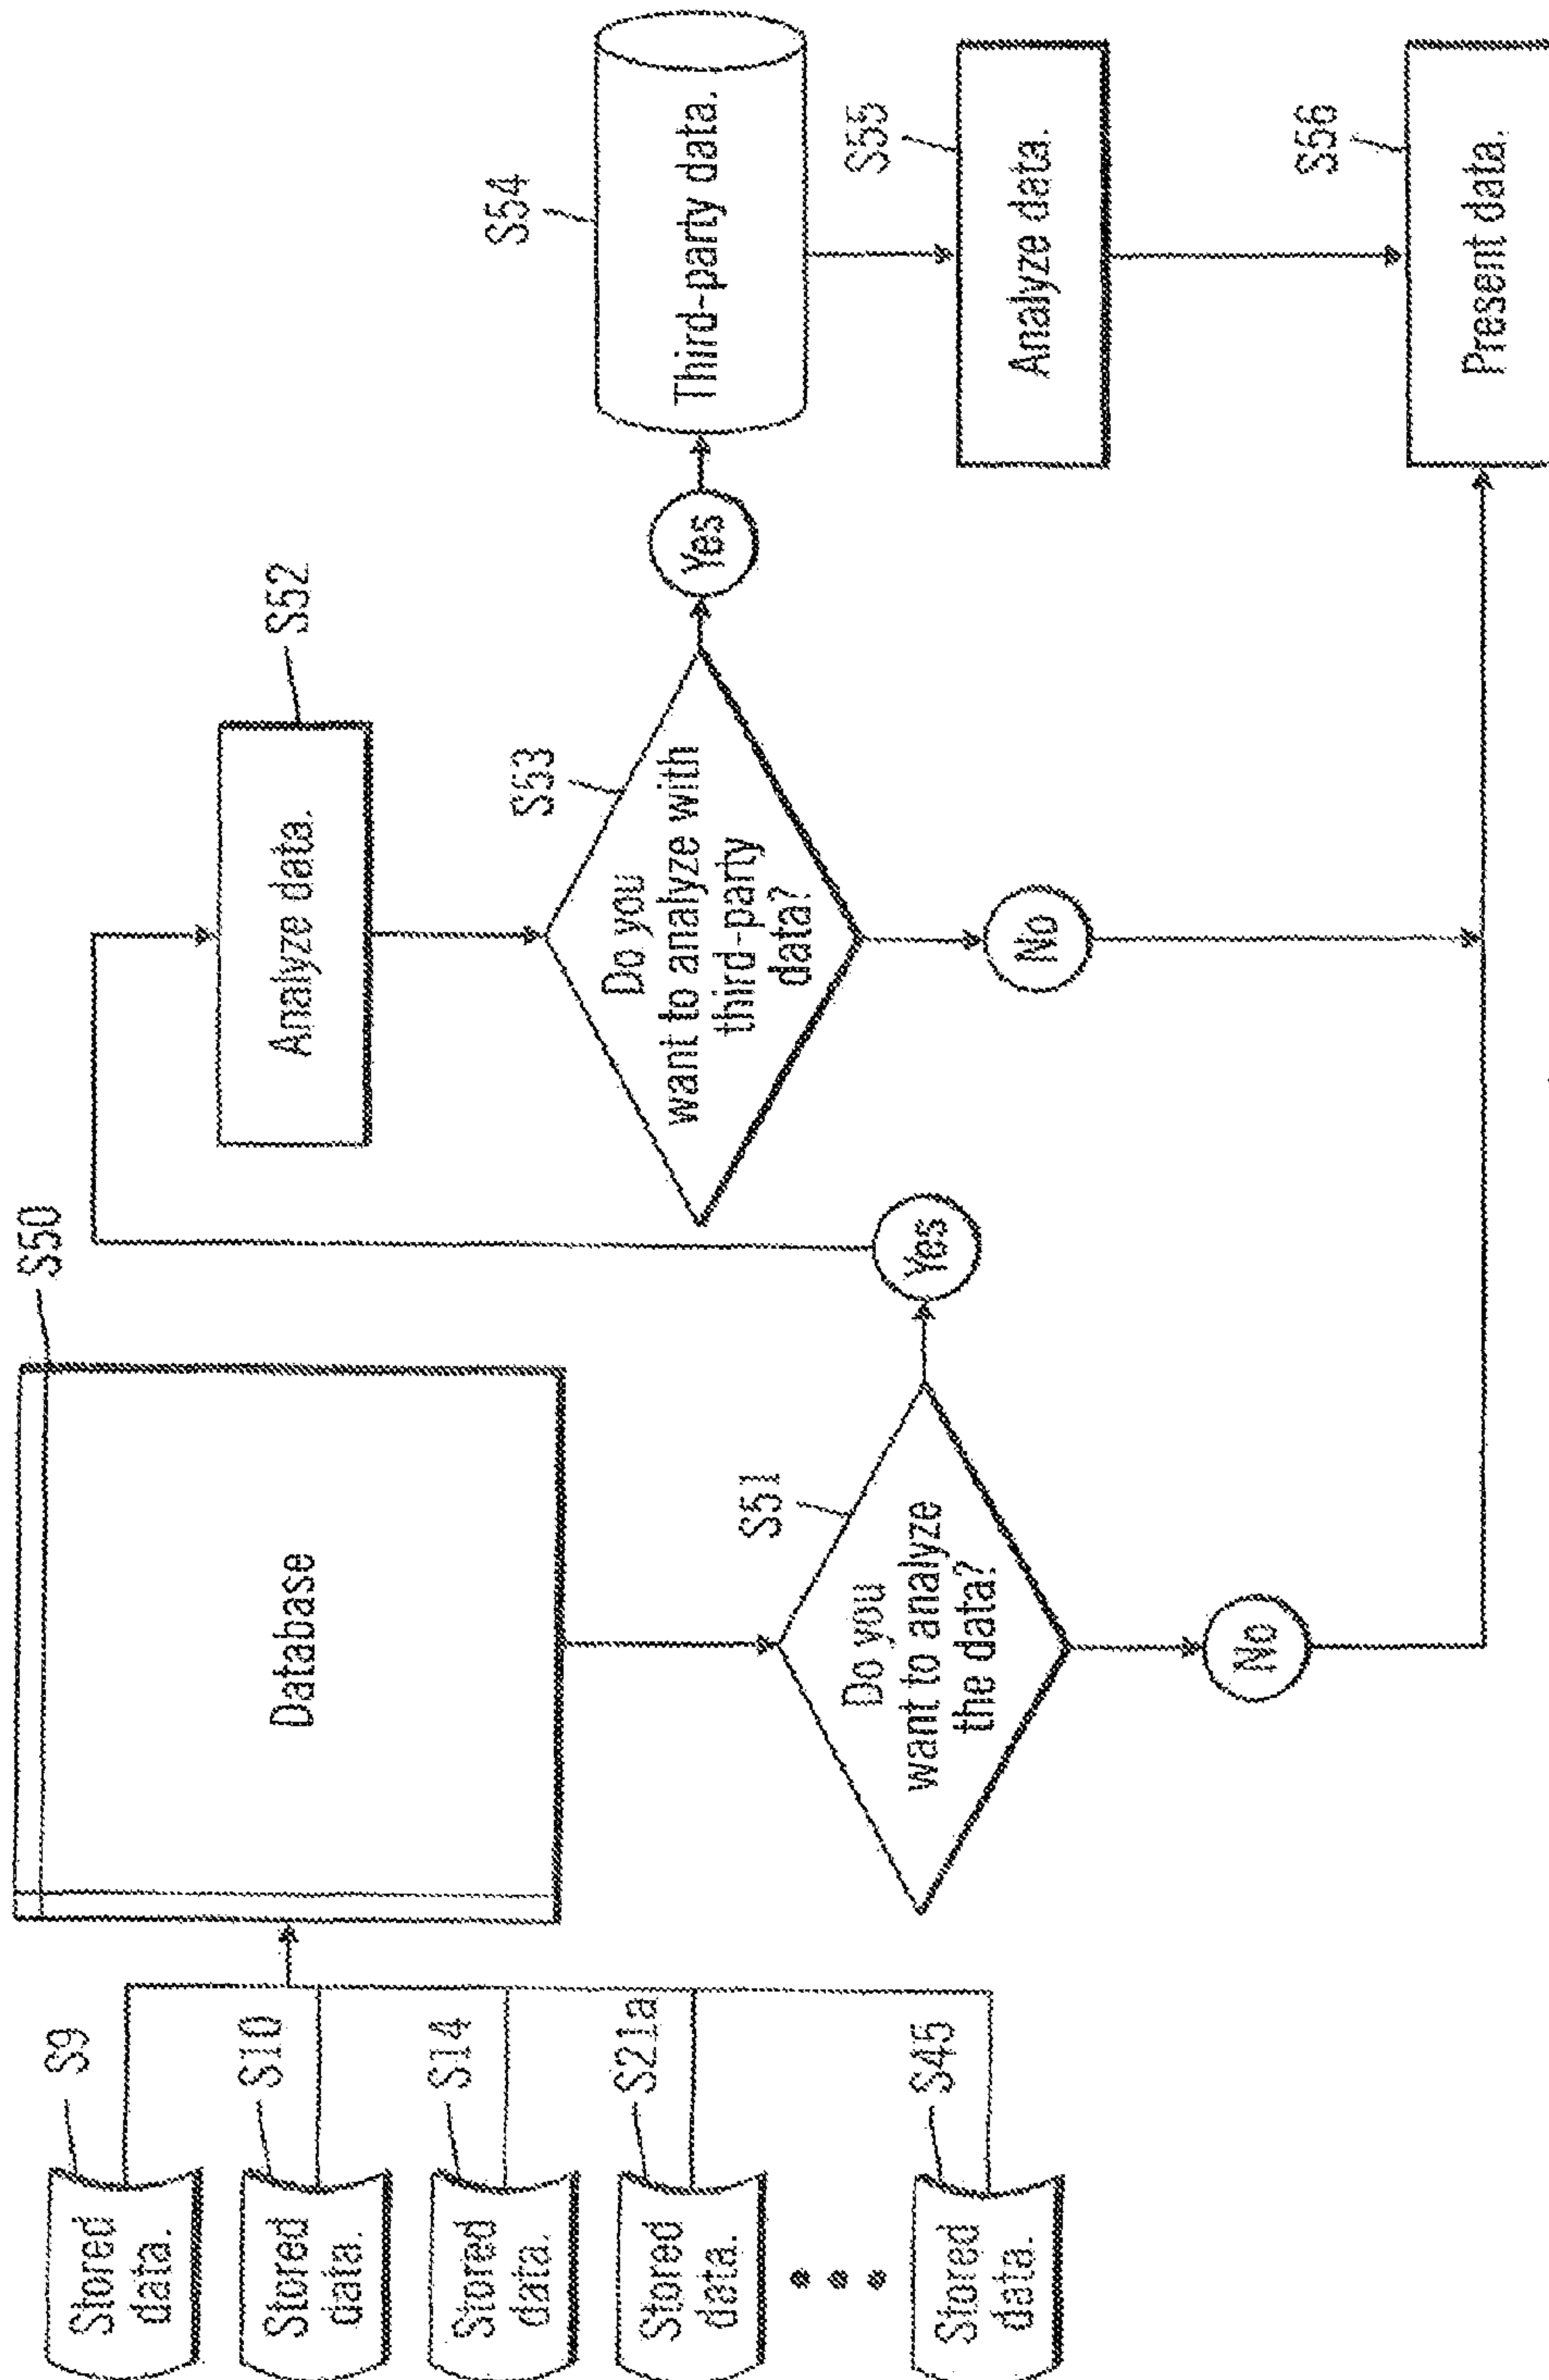 S9
Stored
data.
S10
Stored
data.
S14
Stored
data.
S21a
Stored
data.
S45
Stored
data.
S50
Database
S51
Do you
want to analyze
the data?
Yes
No
S52
Analyze data.
S53
Do you
want to analyze with
third-party
data?
Yes
No
S54
Third-party data.
S55
Analyze data.
S56
Present data.